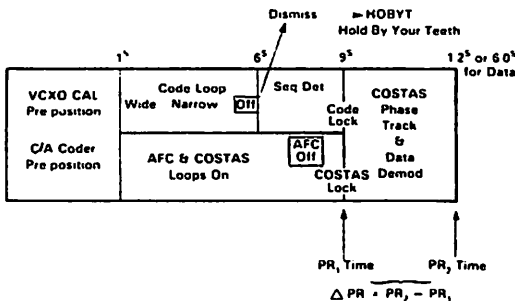 Dismiss
► HOBYT
Hold By Your Teeth
1ˢ
6ˢ
9ˢ
12ˢ or 60ˢ
for Data
VCXO CAL
Pre position
C/A Coder
Pre position
Code Loop
Wide Narrow
Off
Seq Det
Code
Lock
AFC & COSTAS
Loops On
AFC
Off
COSTAS
Lock
COSTAS
Phase
Track
&
Data
Demod
PR₁ Time
PR₂ Time
Δ PR = PR₂ − PR₁